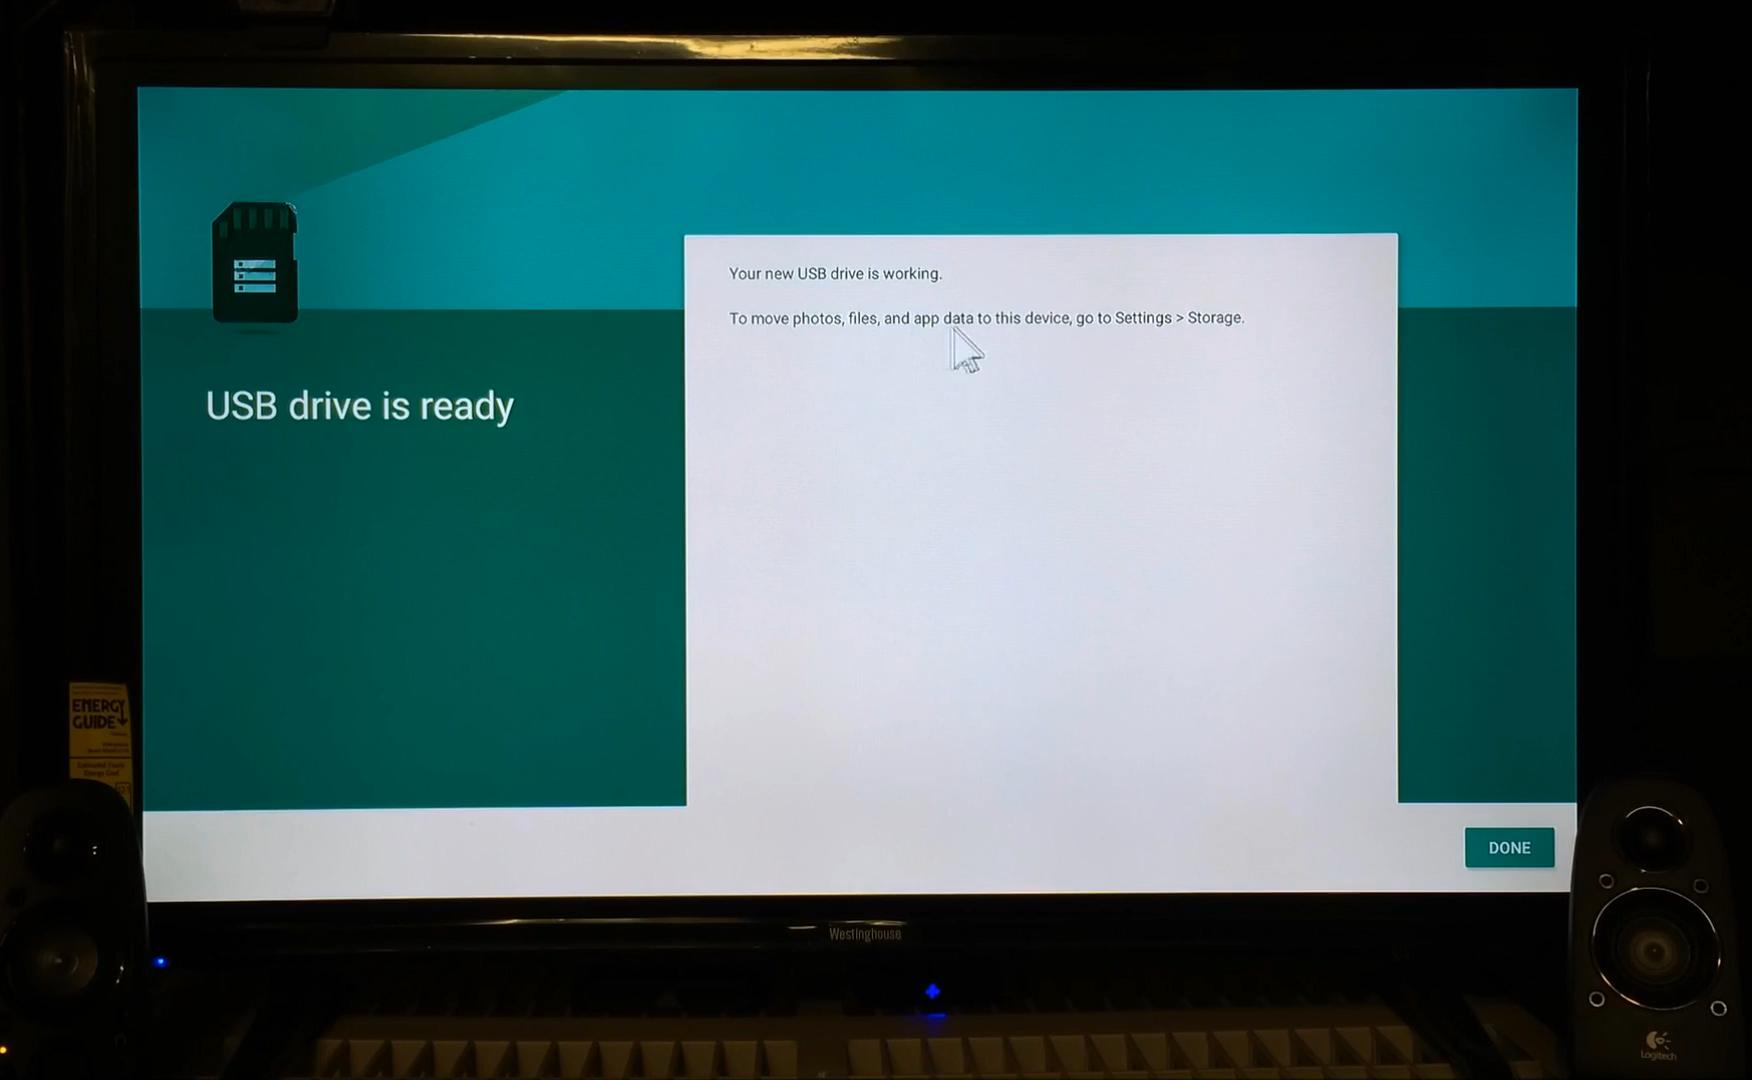 Your new USB drive is working.
To move photos, files, and app data to this device, go to Settings > Storage.
USB drive is ready
ENERGY
GUIDE
DONE
Westinghouse
Logitech